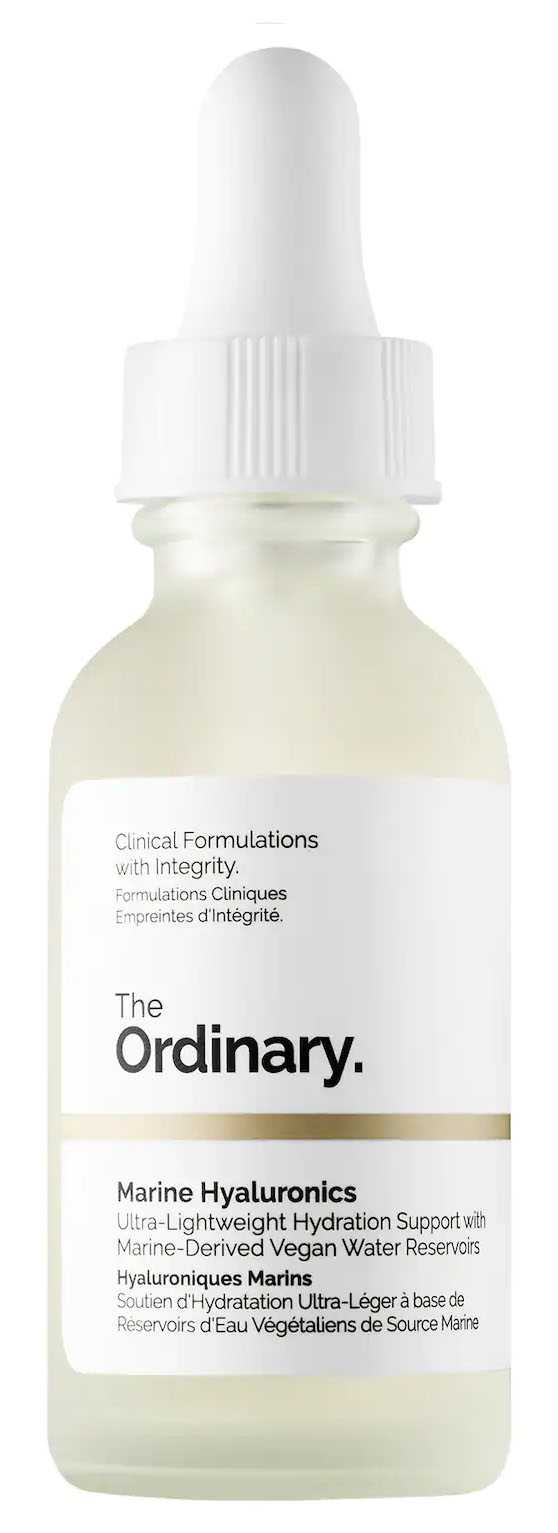 Clinical Formulations
with Integrity.
Formulations Cliniques
Empreintes d'Intégrité.
The
Ordinary.
Marine Hyaluronics
Ultra-Lightweight Hydration Support with
Marine-Derived Vegan Water Reservoirs
Hyaluroniques Marins
Soutien d'Hydratation Ultra-Léger à base de
Réservoirs d'Eau Végétaliens de Source Marine